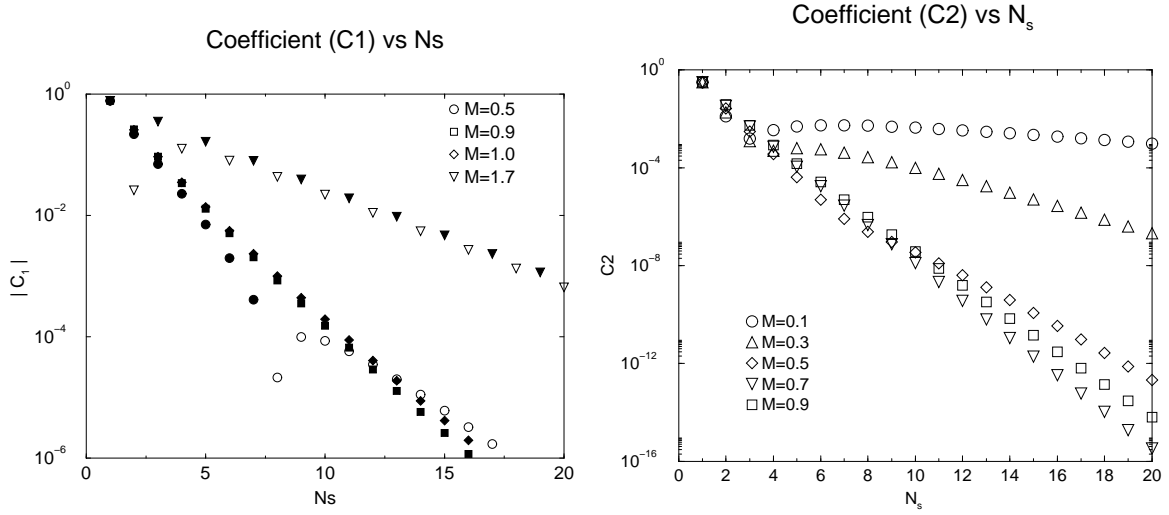 Coefficient (C1) vs Ns
10^0
10^-2
10^-4
10^-6
| C_1 |
0 5 10 15 20
Ns
M=0.5
M=0.9
M=1.0
M=1.7
Coefficient (C2) vs N_s
10^0
10^-4
10^-8
10^-12
10^-16
C2
0 2 4 6 8 10 12 14 16 18 20
N_s
M=0.1
M=0.3
M=0.5
M=0.7
M=0.9